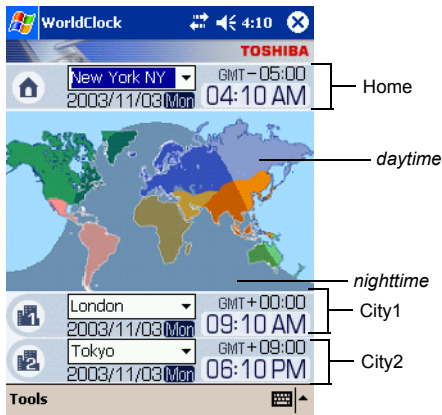 WorldClock 4:10
TOSHIBA
New York NY GMT-05:00
2003/11/03 Mon 04:10 AM
Home
daytime
nighttime
London GMT+00:00
2003/11/03 Mon 09:10 AM
City1
Tokyo GMT+09:00
2003/11/03 Mon 06:10 PM
City2
Tools